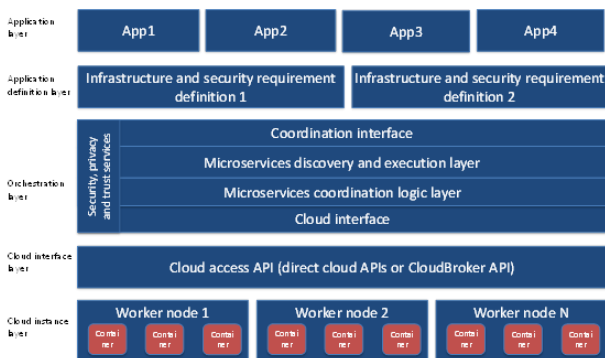 Application
layer
App1
App2
App3
App4
Application
definition layer
Infrastructure and security requirement
definition 1
Infrastructure and security requirement
definition 2
Orchestration
layer
Security, privacy
and trust services
Coordination interface
Microservices discovery and execution layer
Microservices coordination logic layer
Cloud interface
Cloud interface
layer
Cloud access API (direct cloud APIs or CloudBroker API)
Cloud instance
layer
Worker node 1
Contai
ner
Contai
ner
Contai
ner
Worker node 2
Contai
ner
Contai
ner
Contai
ner
Worker node N
Contai
ner
Contai
ner
Contai
ner